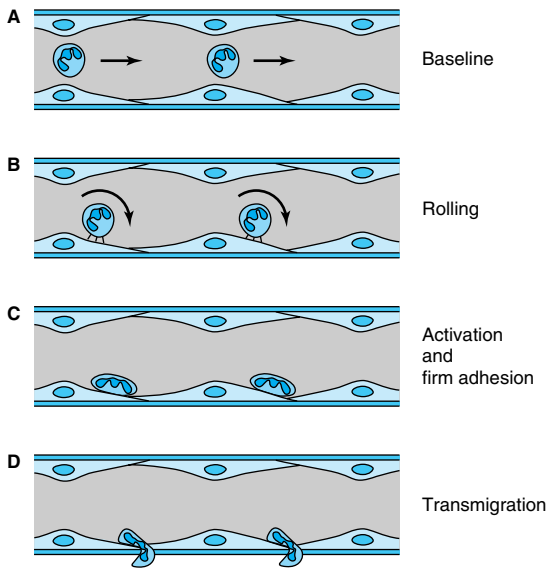 A
Baseline
B
Rolling
C
Activation
and
firm adhesion
D
Transmigration